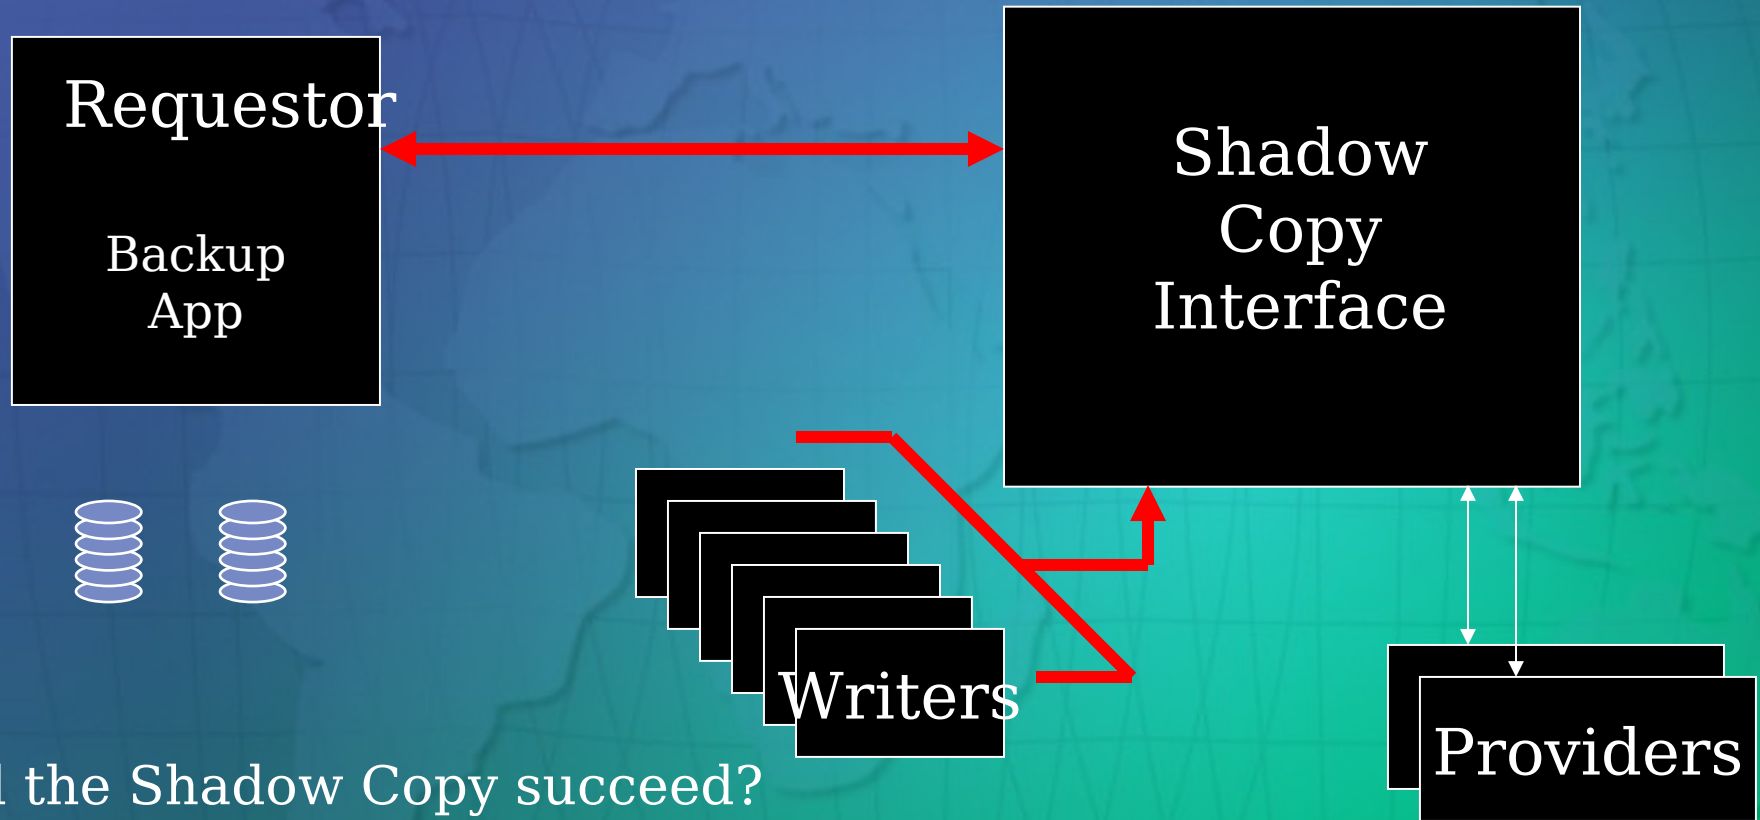 Requestor
Backup
App
Shadow
Copy
Interface
Writers
Providers
the Shadow Copy succeed?